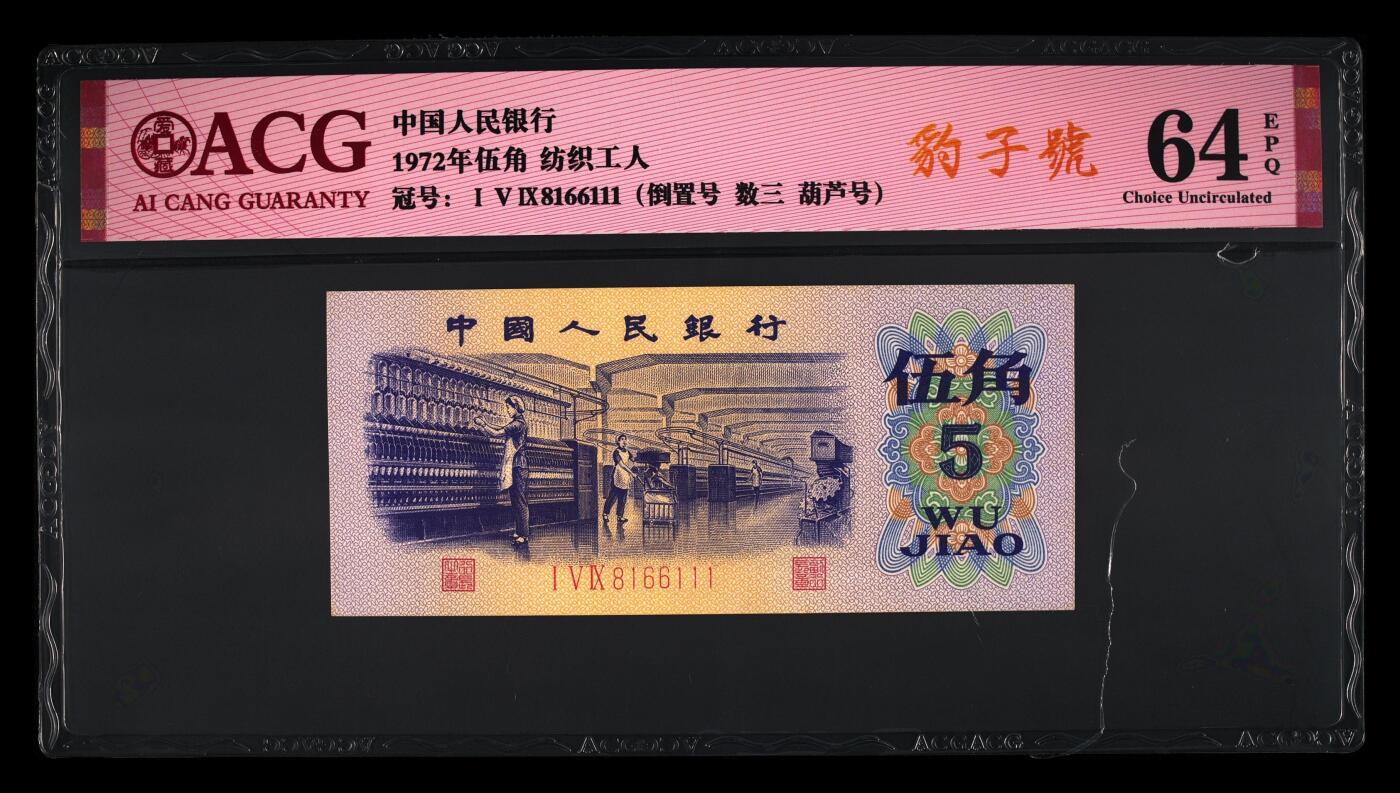 ACG
AI CANG GUARANTY
中国人民银行
1972年伍角 纺织工人
冠号: Ⅰ Ⅴ Ⅸ8166111 (倒置号 数三 葫芦号)
豹子號
64
EPQ
Choice Uncirculated
中國人民銀行
伍角
5
WU
JIAO
ⅠⅤⅨ8166111